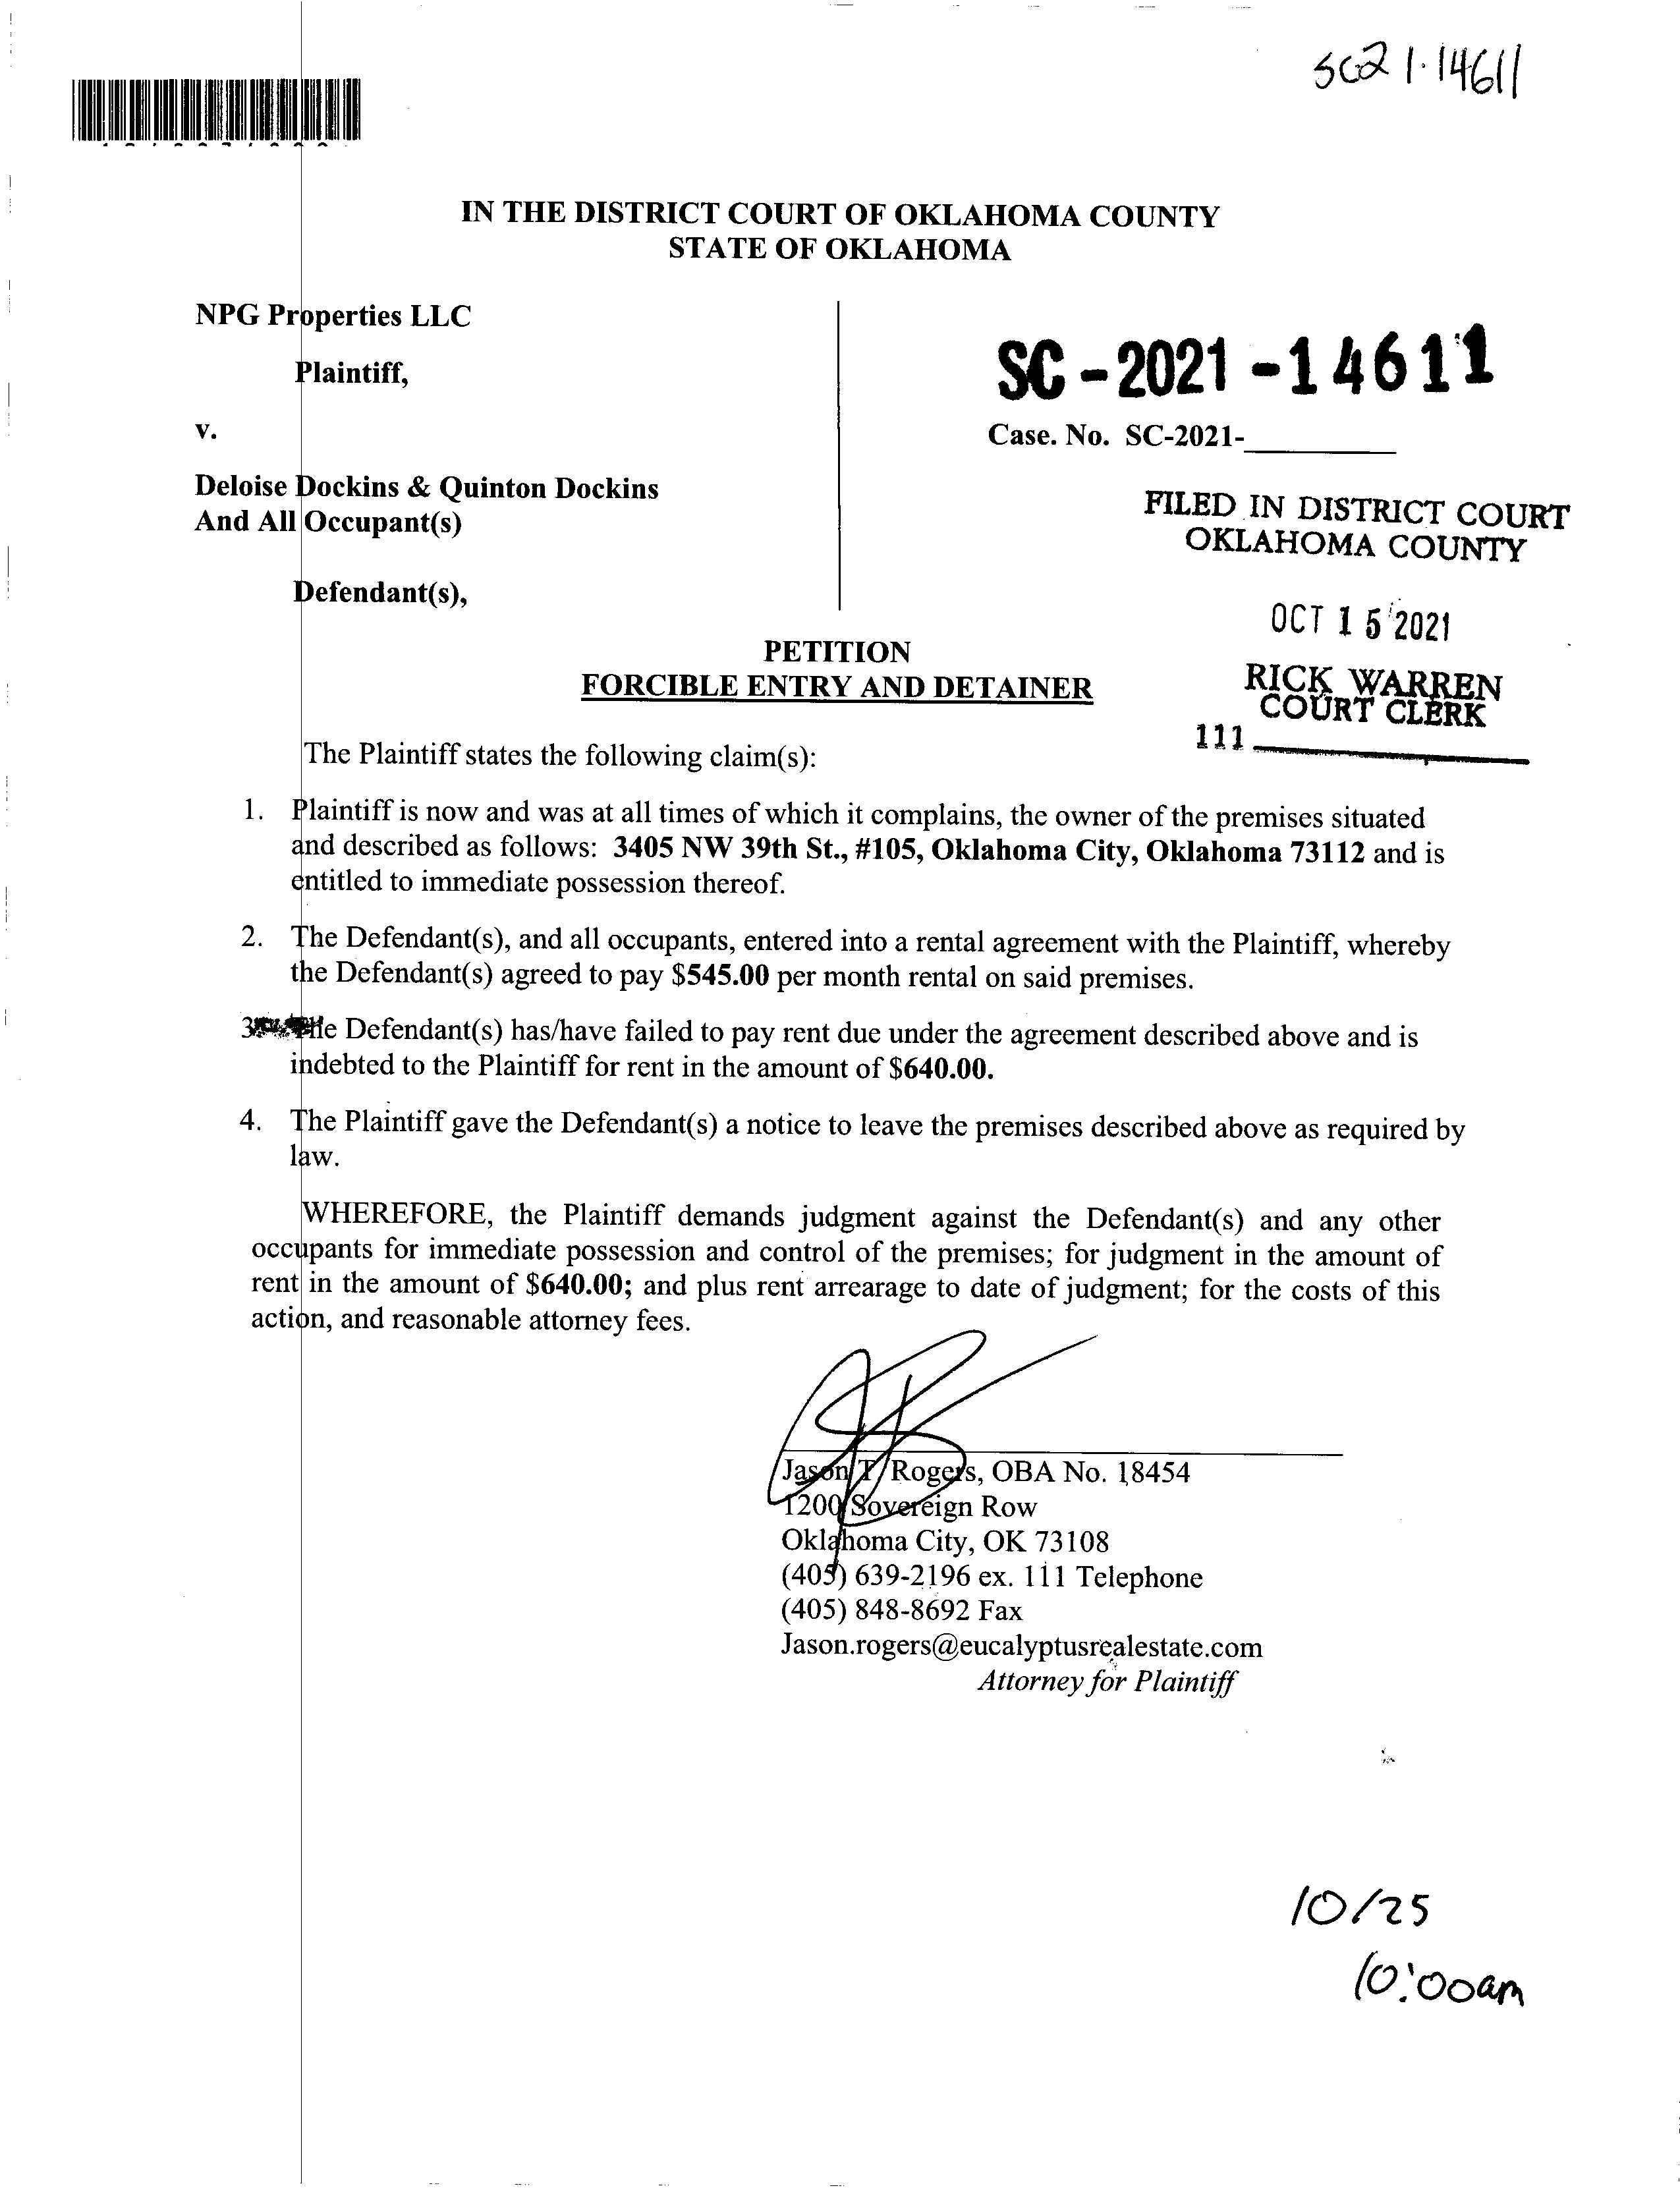 SC21-14611
IN THE DISTRICT COURT OF OKLAHOMA COUNTY
STATE OF OKLAHOMA
NPG Properties LLC
Plaintiff,
v.
Deloise Dockins & Quinton Dockins
And All Occupant(s)
Defendant(s),
SC-2021-14611
Case. No. SC-2021-
FILED IN DISTRICT COURT
OKLAHOMA COUNTY
OCT 15 2021
RICK WARREN
COURT CLERK
111
PETITION
FORCIBLE ENTRY AND DETAINER
The Plaintiff states the following claim(s):
1. Plaintiff is now and was at all times of which it complains, the owner of the premises situated
and described as follows: 3405 NW 39th St., #105, Oklahoma City, Oklahoma 73112 and is
entitled to immediate possession thereof.
2. The Defendant(s), and all occupants, entered into a rental agreement with the Plaintiff, whereby
the Defendant(s) agreed to pay $545.00 per month rental on said premises.
3. The Defendant(s) has/have failed to pay rent due under the agreement described above and is
indebted to the Plaintiff for rent in the amount of $640.00.
4. The Plaintiff gave the Defendant(s) a notice to leave the premises described above as required by
law.
WHEREFORE, the Plaintiff demands judgment against the Defendant(s) and any other
occupants for immediate possession and control of the premises; for judgment in the amount of
rent in the amount of $640.00; and plus rent arrearage to date of judgment; for the costs of this
action, and reasonable attorney fees.
Jason T. Rogers, OBA No. 18454
1200 Sovereign Row
Oklahoma City, OK 73108
(405) 639-2196 ex. 111 Telephone
(405) 848-8692 Fax
Jason.rogers@eucalyptusrealestate.com
Attorney for Plaintiff
10/25
10:00am